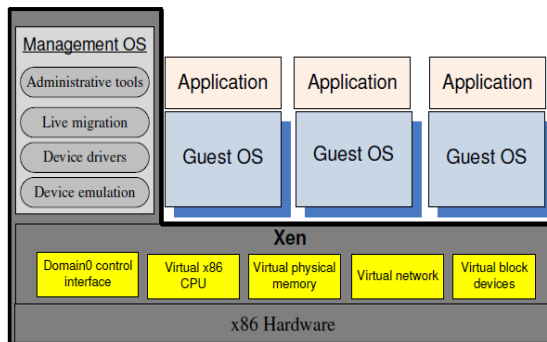 Management OS
Administrative tools
Live migration
Device drivers
Device emulation
Application
Guest OS
Application
Guest OS
Application
Guest OS
Xen
Domain0 control
interface
Virtual x86
CPU
Virtual physical
memory
Virtual network
Virtual block
devices
x86 Hardware